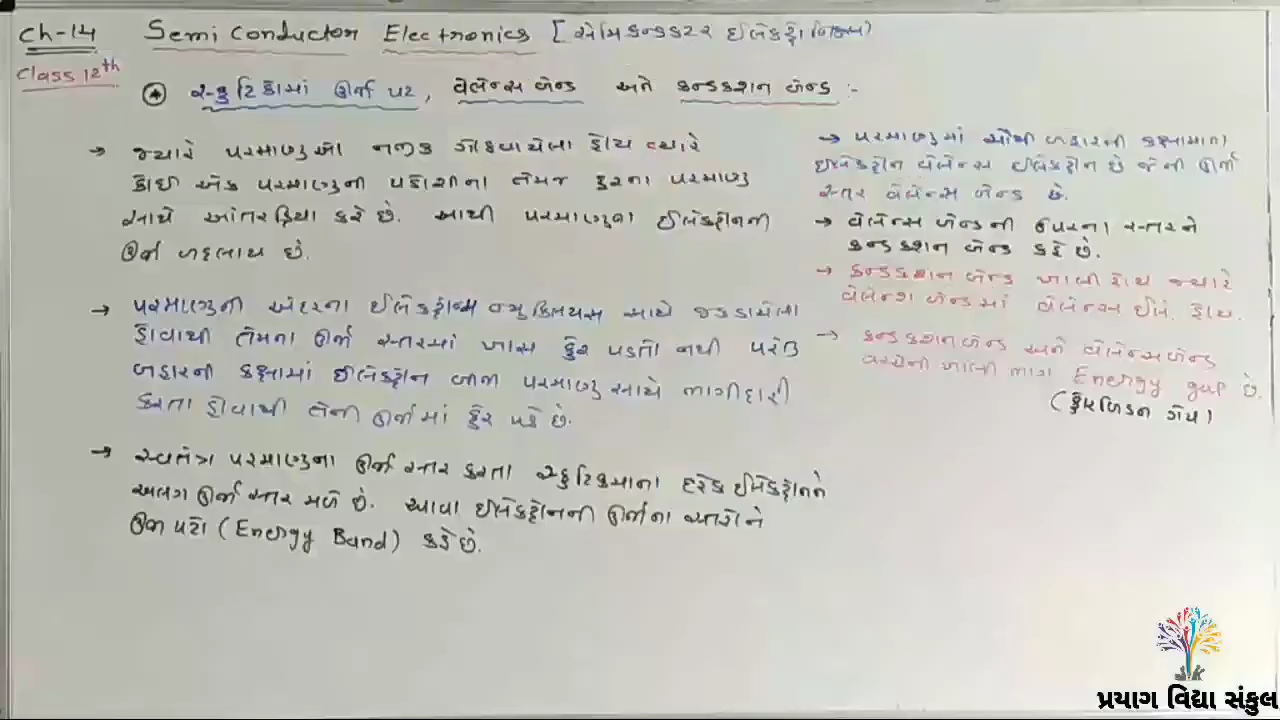 Ch-14 Semi Conductor Electronics [સેમિકન્ડક્ટર ઈલેક્ટ્રોનિક્સ)
Class 12th
* સ્ફટિકોમાં ઊર્જા પટ, વેલેન્સ બેન્ડ અને કન્ડક્શન બેન્ડ :-
→ જ્યારે પરમાણુઓ નજીક ગોઠવાયેલા હોય ત્યારે
કોઈ એક પરમાણુની પડોશીના તેમજ દુરના પરમાણુ
સાથે આંતરક્રિયા કરે છે. આથી પરમાણુના ઈલેક્ટ્રોનની
ઊર્જા બદલાય છે.
→ પરમાણુની અંદરના ઈલેક્ટ્રોન્સ ન્યુક્લિયસ સાથે જકડાયેલા
હોવાથી તેમના ઊર્જા સ્તરમાં ખાસ ફેર પડતો નથી પરંતુ
બહારની કક્ષામાં ઈલેક્ટ્રોન બીજા પરમાણુ સાથે ભાગીદારી
કરતા હોવાથી તેની ઊર્જામાં ફેર પડે છે.
→ સ્વતંત્ર પરમાણુના ઊર્જા સ્તર કરતા સ્ફટિકમાના દરેક ઈલેક્ટ્રોનને
અલગ ઊર્જા સ્તર મળે છે. આવા ઈલેક્ટ્રોનની ઊર્જાના સ્તરોને
ઊર્જા પટો (Energy Band) કહે છે.
→ પરમાણુમાં સૌથી બહારની કક્ષામાના
ઈલેક્ટ્રોન વેલેન્સ ઈલેક્ટ્રોન છે જેની ઊર્જા
સ્તર વેલેન્સ બેન્ડ છે.
→ વેલેન્સ બેન્ડની ઉપરના સ્તરને
કન્ડક્શન બેન્ડ કહે છે.
→ કન્ડક્શન બેન્ડ ખાલી હોય જ્યારે
વેલેન્સ બેન્ડમાં વેલેન્સ ઈલે. હોય.
→ કન્ડક્શનબેન્ડ અને વેલેન્સબેન્ડ
વચ્ચેની ખાલી ભાગ Energy gap છે.
(ફોરબિડન ગેપ)
પ્રયાગ વિદ્યા સંકુલ